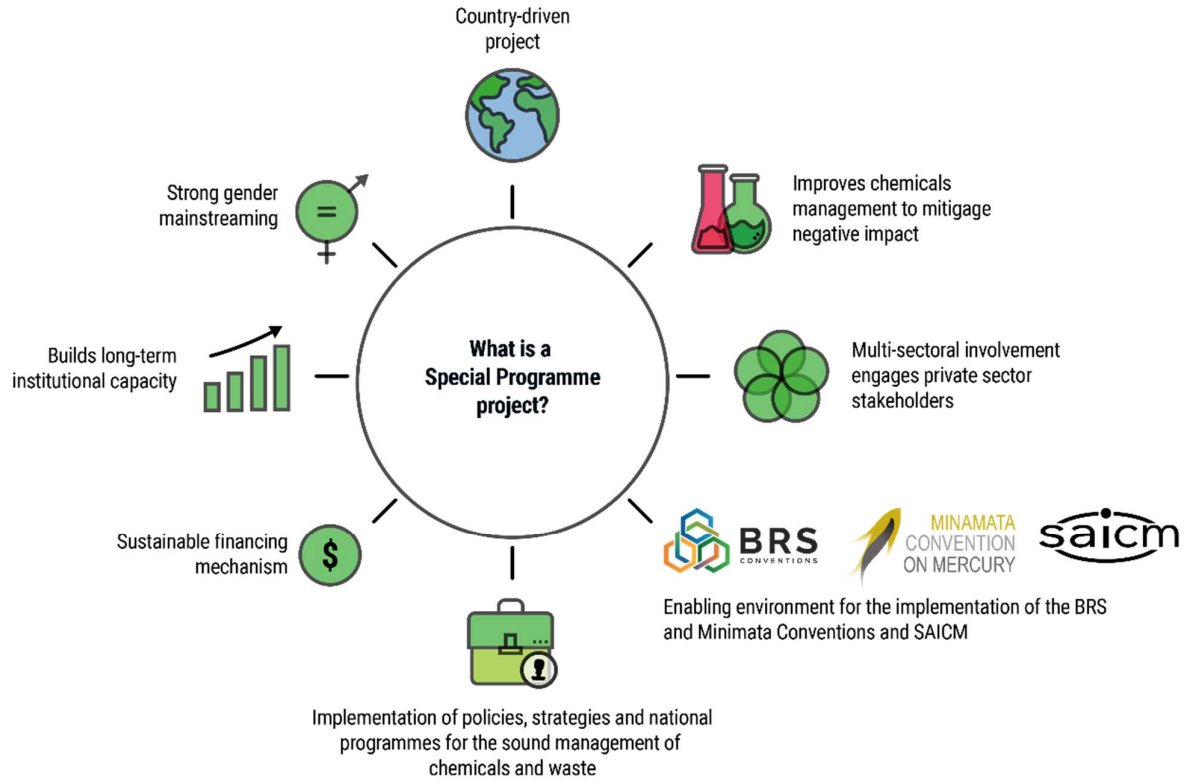 Country-driven
project
Improves chemicals
management to mitigage
negative impact
Multi-sectoral involvement
engages private sector
stakeholders
BRS
CONVENTIONS
MINAMATA
CONVENTION
ON MERCURY
saicm
Enabling environment for the implementation of the BRS
and Minimata Conventions and SAICM
Implementation of policies, strategies and national
programmes for the sound management of
chemicals and waste
Sustainable financing
mechanism
$
Builds long-term
institutional capacity
Strong gender
mainstreaming
=
What is a
Special Programme
project?